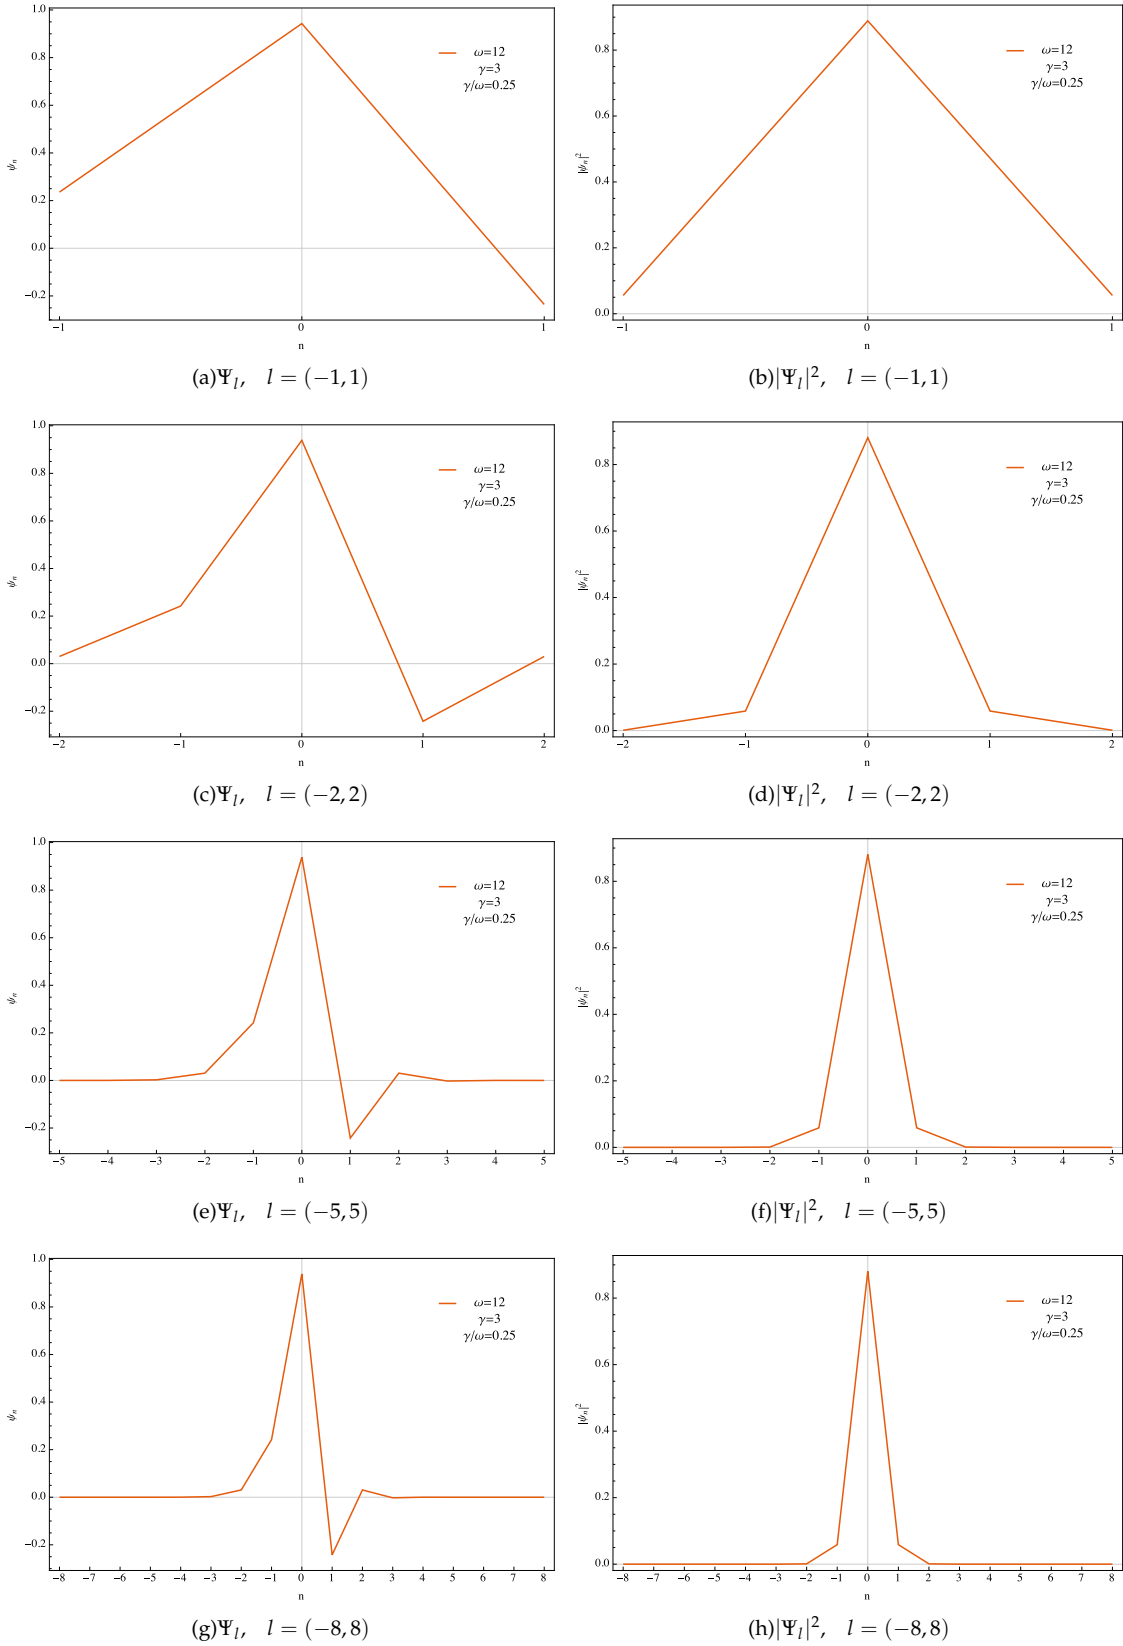 1.0
0.8
0.6
0.4
0.2
0.0
−0.2
ψn
−1 0 1
n
ω=12
γ=3
γ/ω=0.25
(a)Ψl, l = (−1, 1)
0.8
0.6
0.4
0.2
0.0
|ψn|2
−1 0 1
n
ω=12
γ=3
γ/ω=0.25
(b)|Ψl|2, l = (−1, 1)
1.0
0.8
0.6
0.4
0.2
0.0
−0.2
ψn
−2 −1 0 1 2
n
ω=12
γ=3
γ/ω=0.25
(c)Ψl, l = (−2, 2)
0.8
0.6
0.4
0.2
0.0
|ψn|2
−2 −1 0 1 2
n
ω=12
γ=3
γ/ω=0.25
(d)|Ψl|2, l = (−2, 2)
1.0
0.8
0.6
0.4
0.2
0.0
−0.2
ψn
−5 −4 −3 −2 −1 0 1 2 3 4 5
n
ω=12
γ=3
γ/ω=0.25
(e)Ψl, l = (−5, 5)
0.8
0.6
0.4
0.2
0.0
|ψn|2
−5 −4 −3 −2 −1 0 1 2 3 4 5
n
ω=12
γ=3
γ/ω=0.25
(f)|Ψl|2, l = (−5, 5)
1.0
0.8
0.6
0.4
0.2
0.0
−0.2
ψn
−8 −7 −6 −5 −4 −3 −2 −1 0 1 2 3 4 5 6 7 8
n
ω=12
γ=3
γ/ω=0.25
(g)Ψl, l = (−8, 8)
0.8
0.6
0.4
0.2
0.0
|ψn|2
−8 −7 −6 −5 −4 −3 −2 −1 0 1 2 3 4 5 6 7 8
n
ω=12
γ=3
γ/ω=0.25
(h)|Ψl|2, l = (−8, 8)